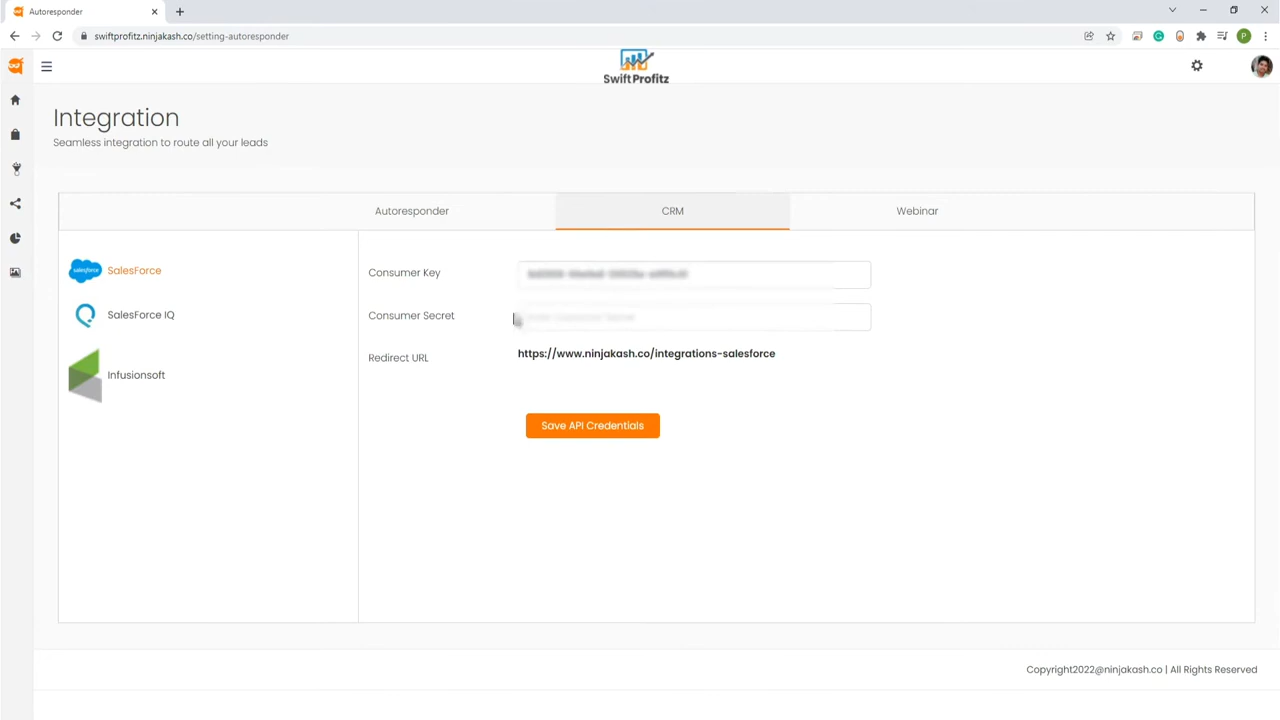 Autoresponder
swiftprofitz.ninjakash.co/setting-autoresponder
P
SwiftProfitz
Integration
Seamless integration to route all your leads
Autoresponder
CRM
Webinar
salesforce
SalesForce
SalesForce IQ
Infusionsoft
Consumer Key
Consumer Secret
Redirect URL
https://www.ninjakash.co/integrations-salesforce
Save API Credentials
Copyright2022@ninjakash.co | All Rights Reserved